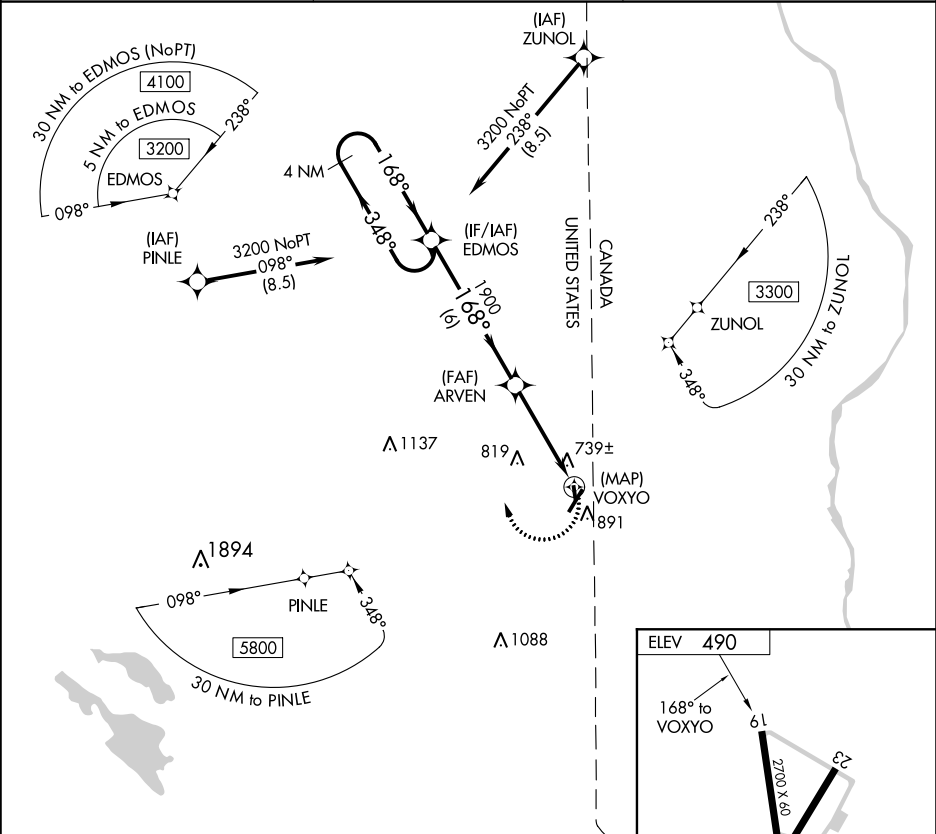 (IAF)
ZUNOL
30 NM to EDMOS (NoPT)
4100
5 NM to EDMOS
3200
EDMOS
238°
098°
3200 NoPT
238°
(8.5)
4 NM
168°
348°
(IF/IAF)
EDMOS
(IAF)
PINLE
3200 NoPT
098°
(8.5)
1900
168°
(6)
UNITED STATES
CANADA
238°
3300
ZUNOL
30 NM to ZUNOL
348°
(FAF)
ARVEN
1137
819
739±
(MAP)
VOXYO
891
1894
098°
PINLE
348°
5800
30 NM to PINLE
1088
ELEV 490
168° to
VOXYO
19
23
2700 X 60